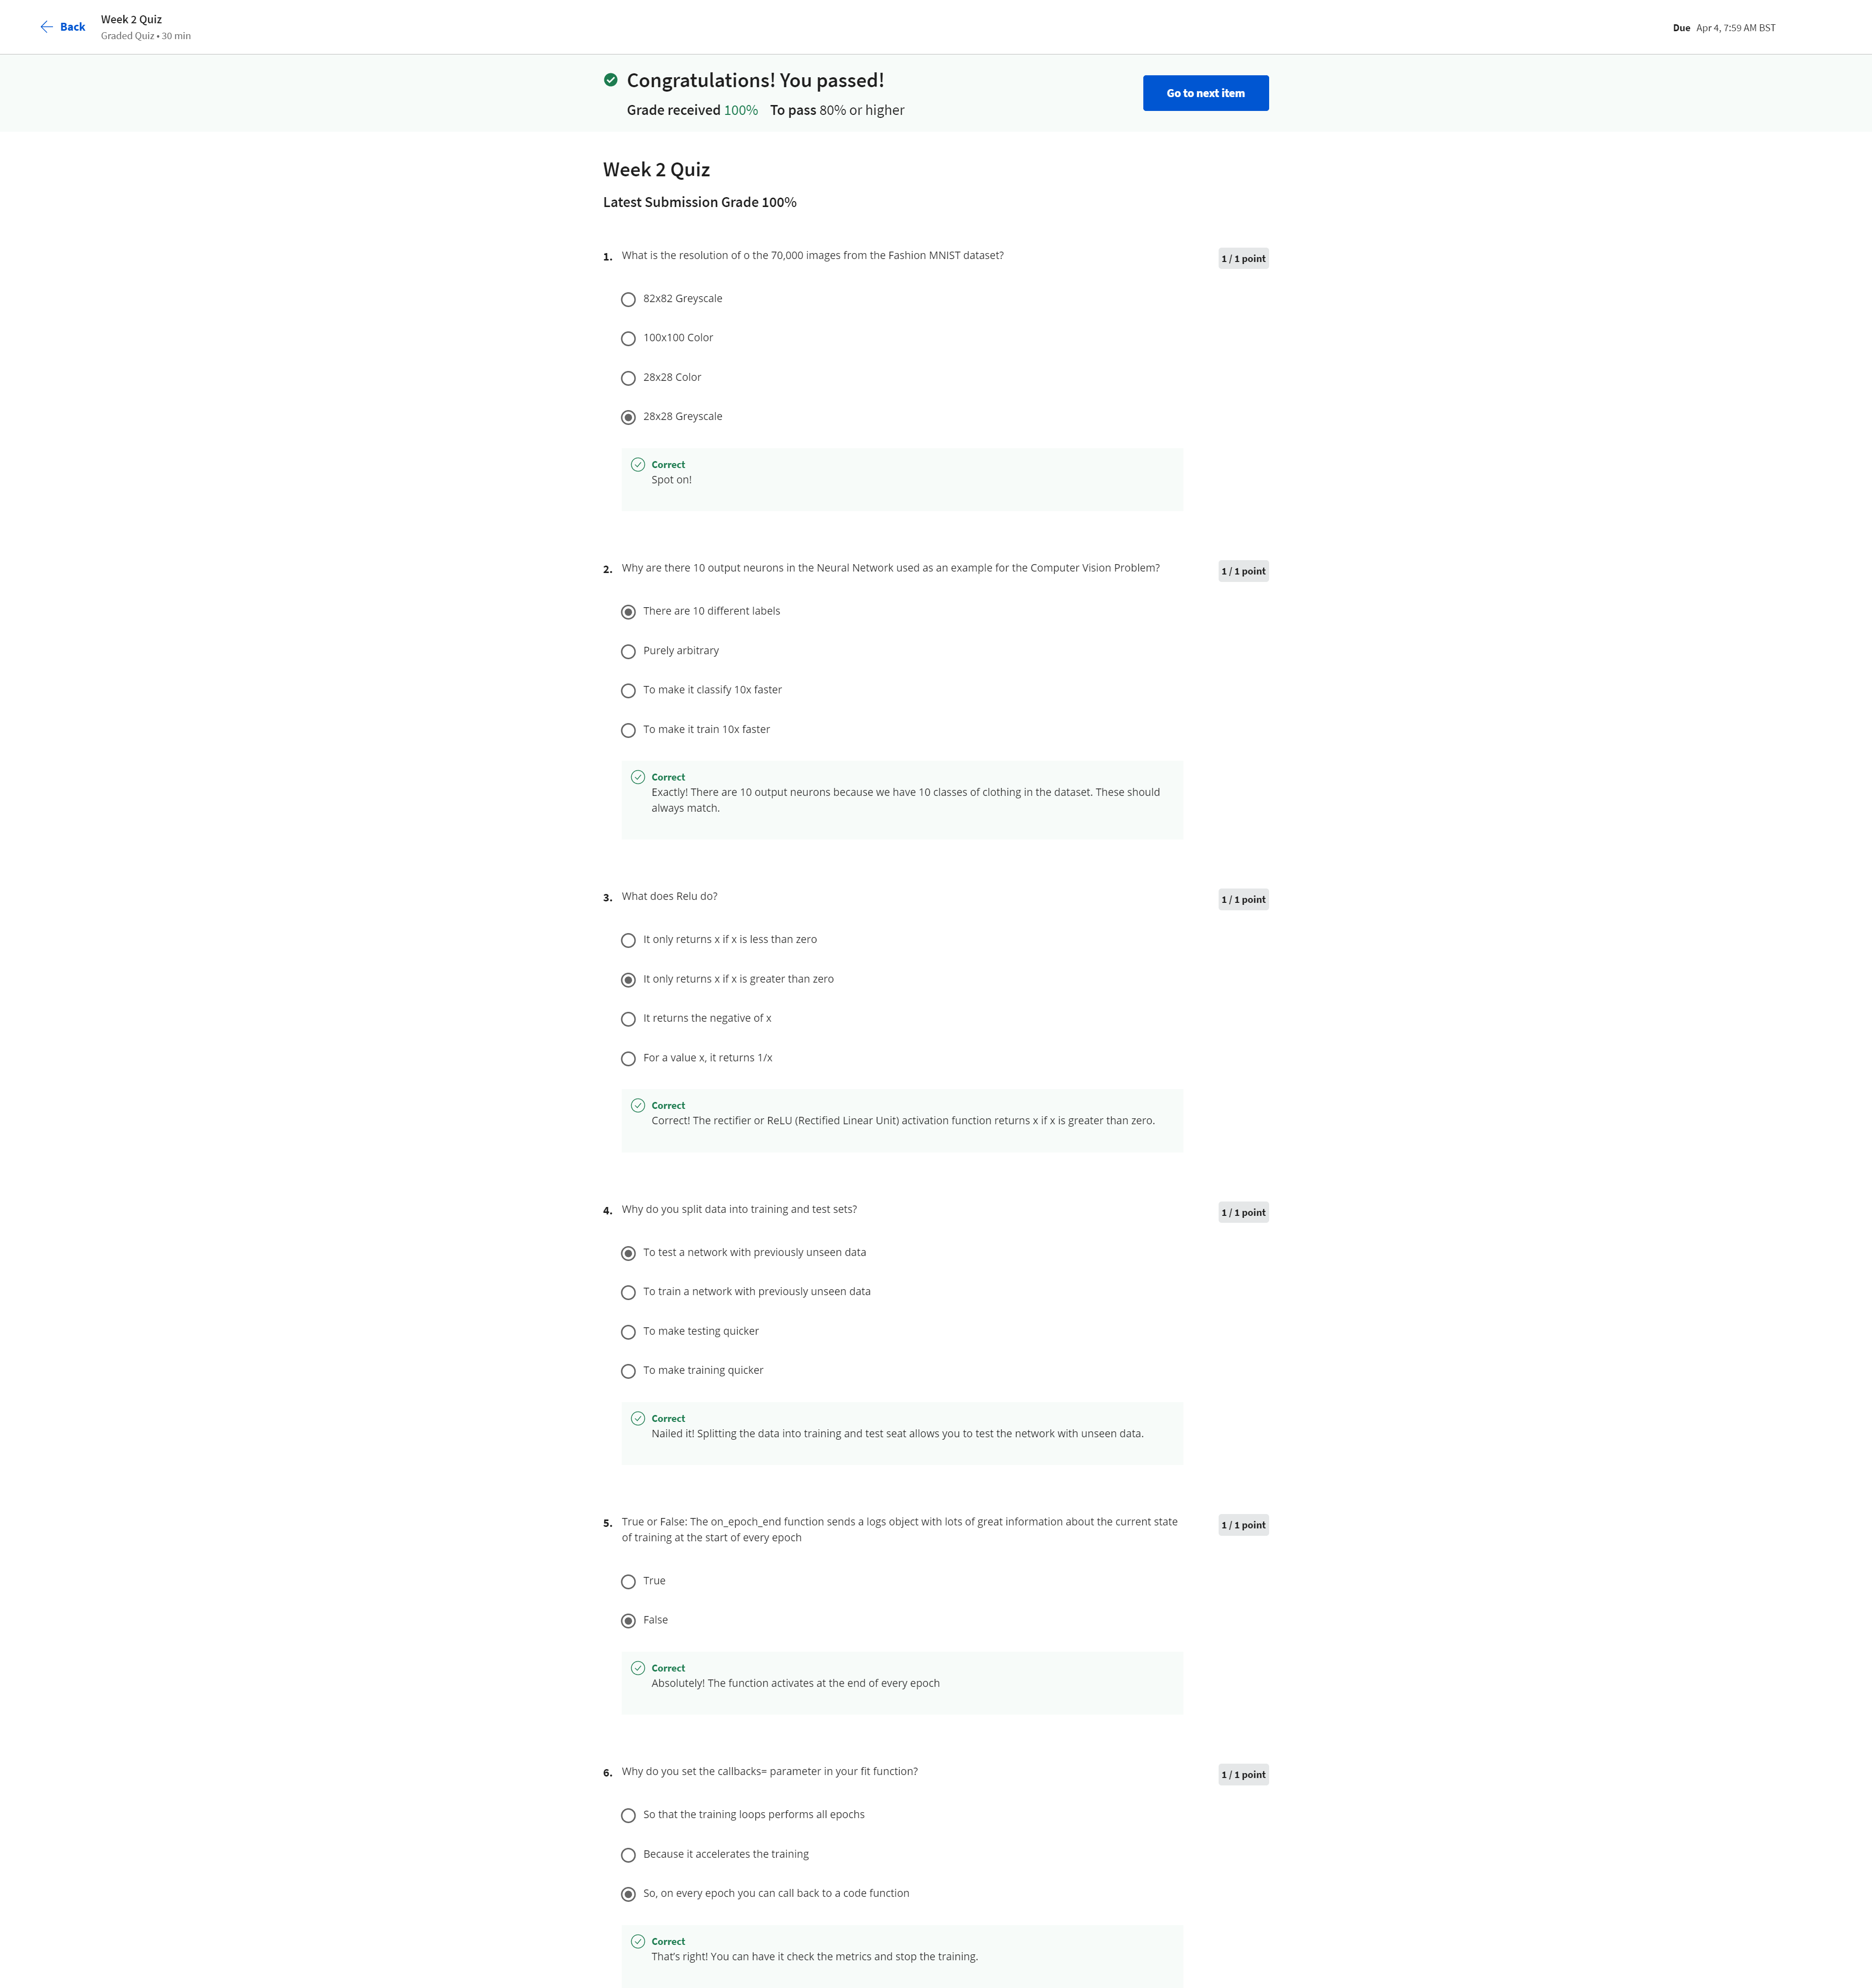 Back
Week 2 Quiz
Graded Quiz • 30 min
Due Apr 4, 7:59 AM BST
Congratulations! You passed!
Grade received 100% To pass 80% or higher
Go to next item
Week 2 Quiz
Latest Submission Grade 100%
1. What is the resolution of o the 70,000 images from the Fashion MNIST dataset?
1 / 1 point
82x82 Greyscale
100x100 Color
28x28 Color
28x28 Greyscale
Correct
Spot on!
2. Why are there 10 output neurons in the Neural Network used as an example for the Computer Vision Problem?
1 / 1 point
There are 10 different labels
Purely arbitrary
To make it classify 10x faster
To make it train 10x faster
Correct
Exactly! There are 10 output neurons because we have 10 classes of clothing in the dataset. These should
always match.
3. What does Relu do?
1 / 1 point
It only returns x if x is less than zero
It only returns x if x is greater than zero
It returns the negative of x
For a value x, it returns 1/x
Correct
Correct! The rectifier or ReLU (Rectified Linear Unit) activation function returns x if x is greater than zero.
4. Why do you split data into training and test sets?
1 / 1 point
To test a network with previously unseen data
To train a network with previously unseen data
To make testing quicker
To make training quicker
Correct
Nailed it! Splitting the data into training and test seat allows you to test the network with unseen data.
5. True or False: The on_epoch_end function sends a logs object with lots of great information about the current state
of training at the start of every epoch
1 / 1 point
True
False
Correct
Absolutely! The function activates at the end of every epoch
6. Why do you set the callbacks= parameter in your fit function?
1 / 1 point
So that the training loops performs all epochs
Because it accelerates the training
So, on every epoch you can call back to a code function
Correct
That's right! You can have it check the metrics and stop the training.